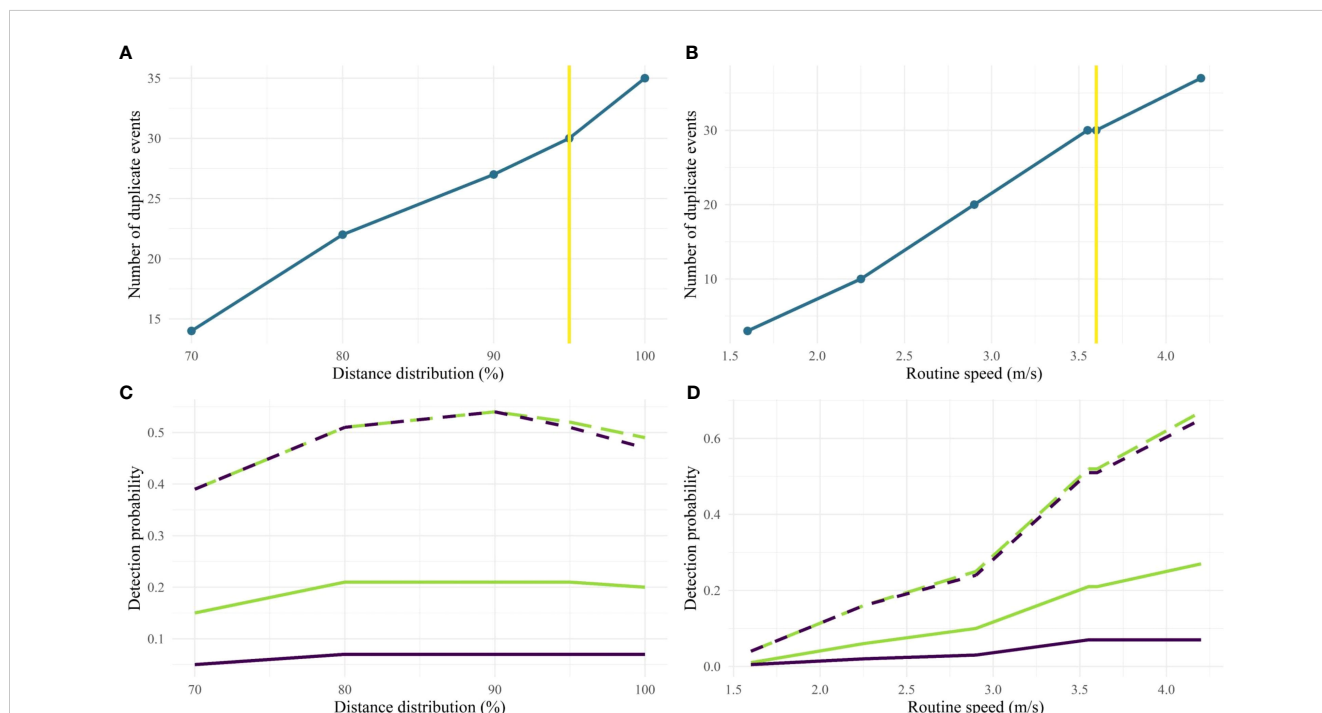 A
Number of duplicate events
35
30
25
20
15
70 80 90 100
Distance distribution (%)
B
Number of duplicate events
30
20
10
1.5 2.0 2.5 3.0 3.5 4.0
Routine speed (m/s)
C
Detection probability
0.5
0.4
0.3
0.2
0.1
70 80 90 100
Distance distribution (%)
D
Detection probability
0.6
0.4
0.2
0.0
1.5 2.0 2.5 3.0 3.5 4.0
Routine speed (m/s)